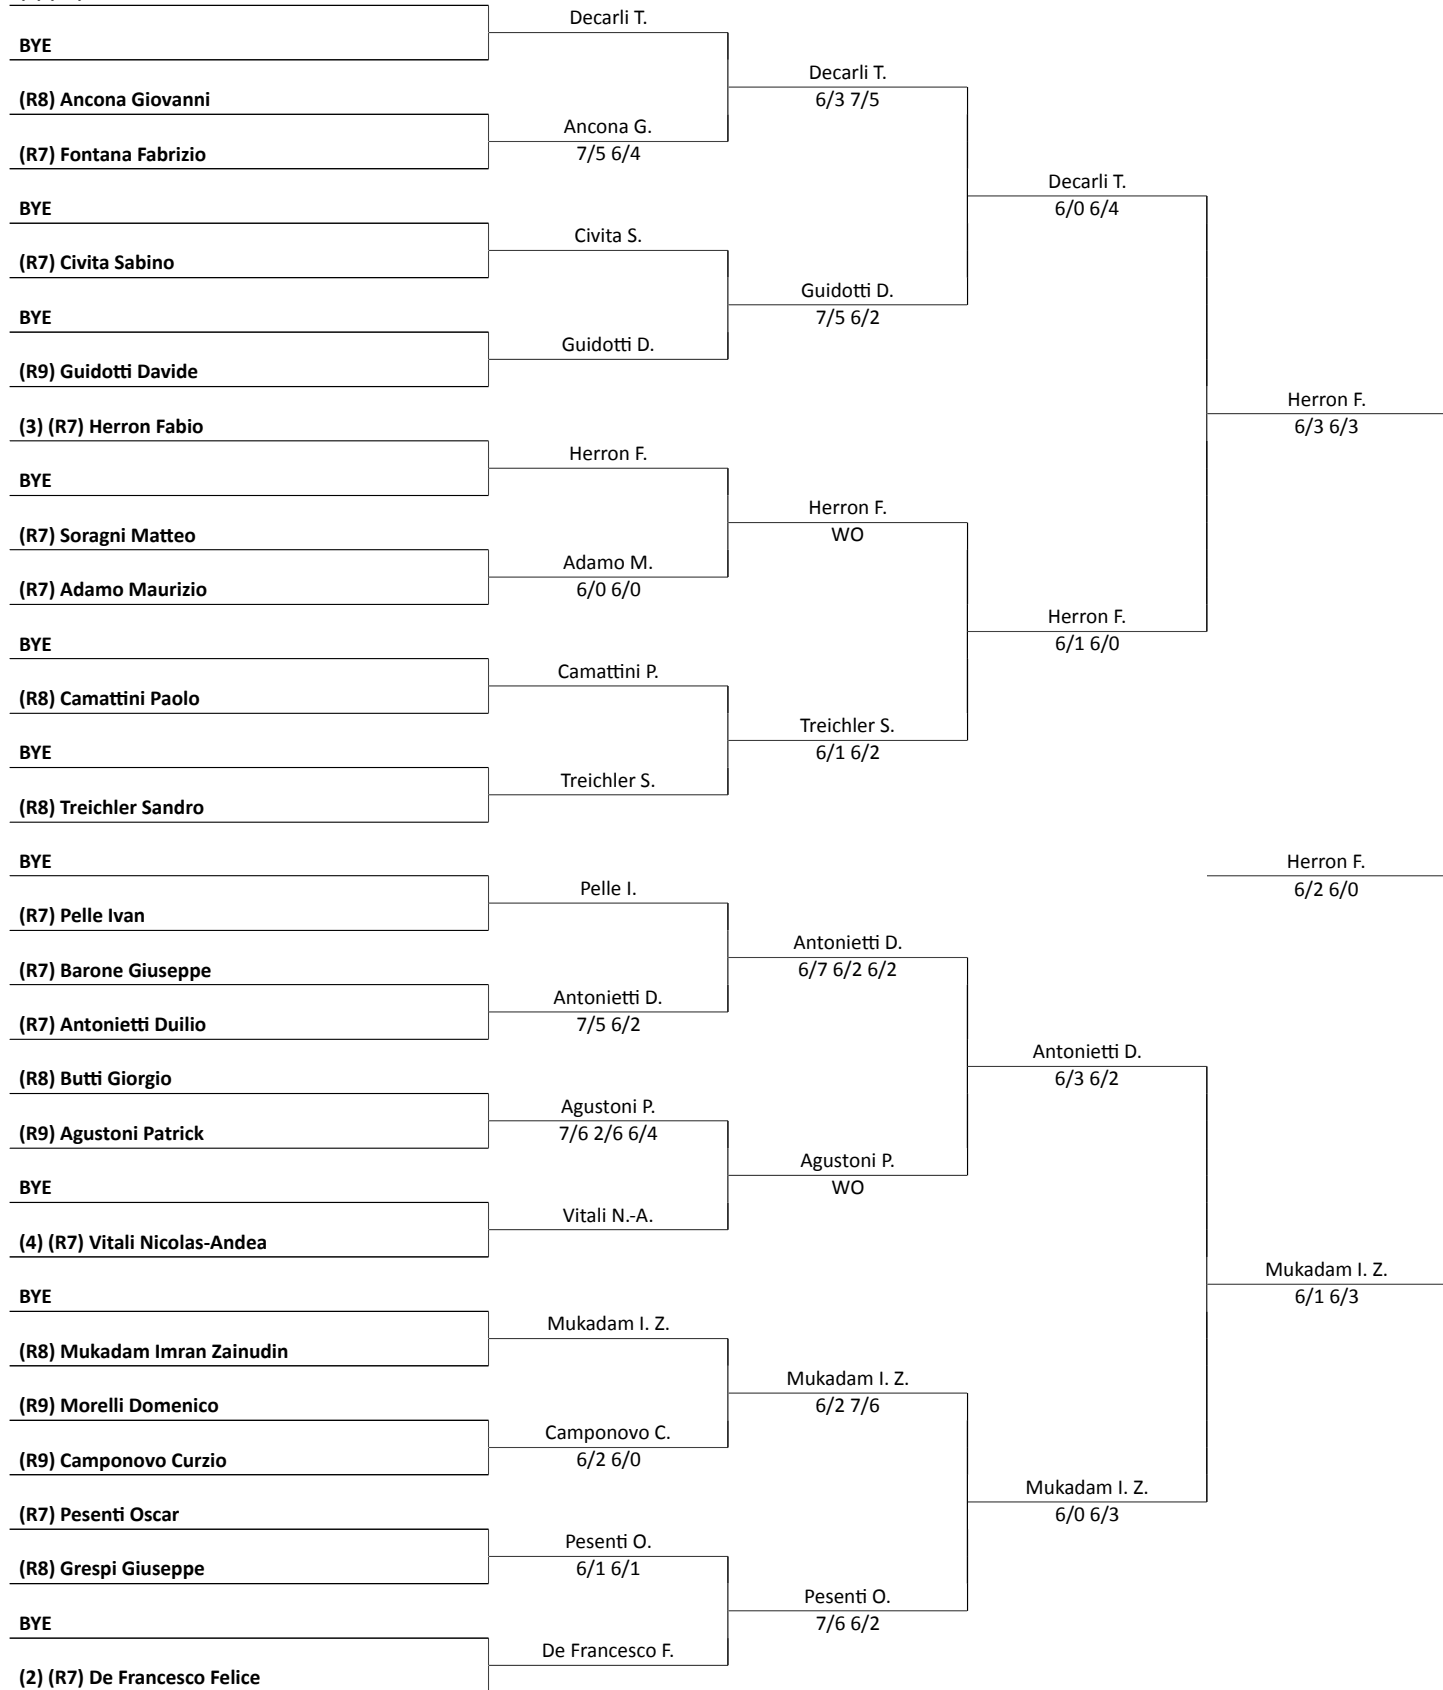 Decarli T.
BYE
Decarli T.
(R8) Ancona Giovanni
6/3 7/5
Ancona G.
(R7) Fontana Fabrizio
7/5 6/4
Decarli T.
BYE
6/0 6/4
Civita S.
(R7) Civita Sabino
Guidotti D.
BYE
7/5 6/2
Guidotti D.
(R9) Guidotti Davide
Herron F.
(3) (R7) Herron Fabio
6/3 6/3
Herron F.
BYE
Herron F.
(R7) Soragni Matteo
WO
Adamo M.
(R7) Adamo Maurizio
6/0 6/0
Herron F.
BYE
6/1 6/0
Camattini P.
(R8) Camattini Paolo
Treichler S.
BYE
6/1 6/2
Treichler S.
(R8) Treichler Sandro
BYE
Herron F.
Pelle I.
6/2 6/0
(R7) Pelle Ivan
Antonietti D.
(R7) Barone Giuseppe
6/7 6/2 6/2
Antonietti D.
(R7) Antonietti Duilio
7/5 6/2
Antonietti D.
(R8) Butti Giorgio
6/3 6/2
Agustoni P.
(R9) Agustoni Patrick
7/6 2/6 6/4
Agustoni P.
BYE
WO
Vitali N.-A.
(4) (R7) Vitali Nicolas-Andea
Mukadam I. Z.
BYE
6/1 6/3
Mukadam I. Z.
(R8) Mukadam Imran Zainudin
Mukadam I. Z.
(R9) Morelli Domenico
6/2 7/6
Camponovo C.
(R9) Camponovo Curzio
6/2 6/0
Mukadam I. Z.
(R7) Pesenti Oscar
6/0 6/3
Pesenti O.
(R8) Grespi Giuseppe
6/1 6/1
Pesenti O.
BYE
7/6 6/2
De Francesco F.
(2) (R7) De Francesco Felice